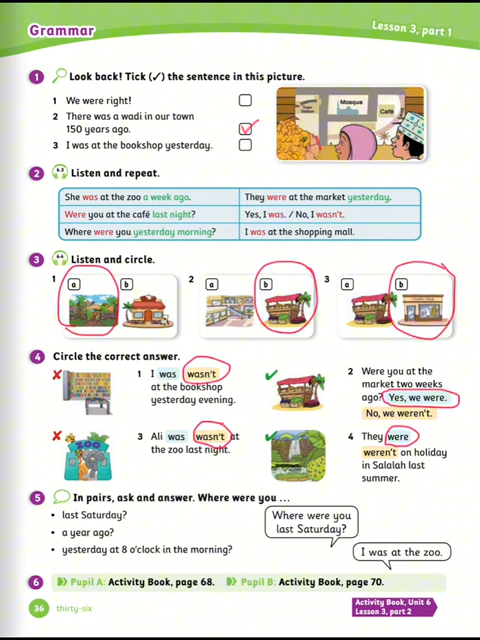 Grammar
Lesson 3, part 1
1 Look back! Tick (✓) the sentence in this picture.
1 We were right!
2 There was a wadi in our town
150 years ago.
3 I was at the bookshop yesterday.
Train
Station
Mosque
Café
2 6.3 Listen and repeat.
She was at the zoo a week ago.
They were at the market yesterday.
Were you at the café last night?
Yes, I was. / No, I wasn't.
Where were you yesterday morning?
I was at the shopping mall.
3 6.4 Listen and circle.
1 a b
2 a b
3 a b
4 Circle the correct answer.
1 I was wasn't
at the bookshop
yesterday evening.
2 Were you at the
market two weeks
ago? Yes, we were.
No, we weren't.
ZOO
3 Ali was wasn't at
the zoo last night.
4 They were
weren't on holiday
in Salalah last
summer.
5 In pairs, ask and answer. Where were you ...
• last Saturday?
• a year ago?
• yesterday at 8 o'clock in the morning?
Where were you
last Saturday?
I was at the zoo.
6 Pupil A: Activity Book, page 68. Pupil B: Activity Book, page 70.
36 thirty-six
Activity Book, Unit 6
Lesson 3, part 2